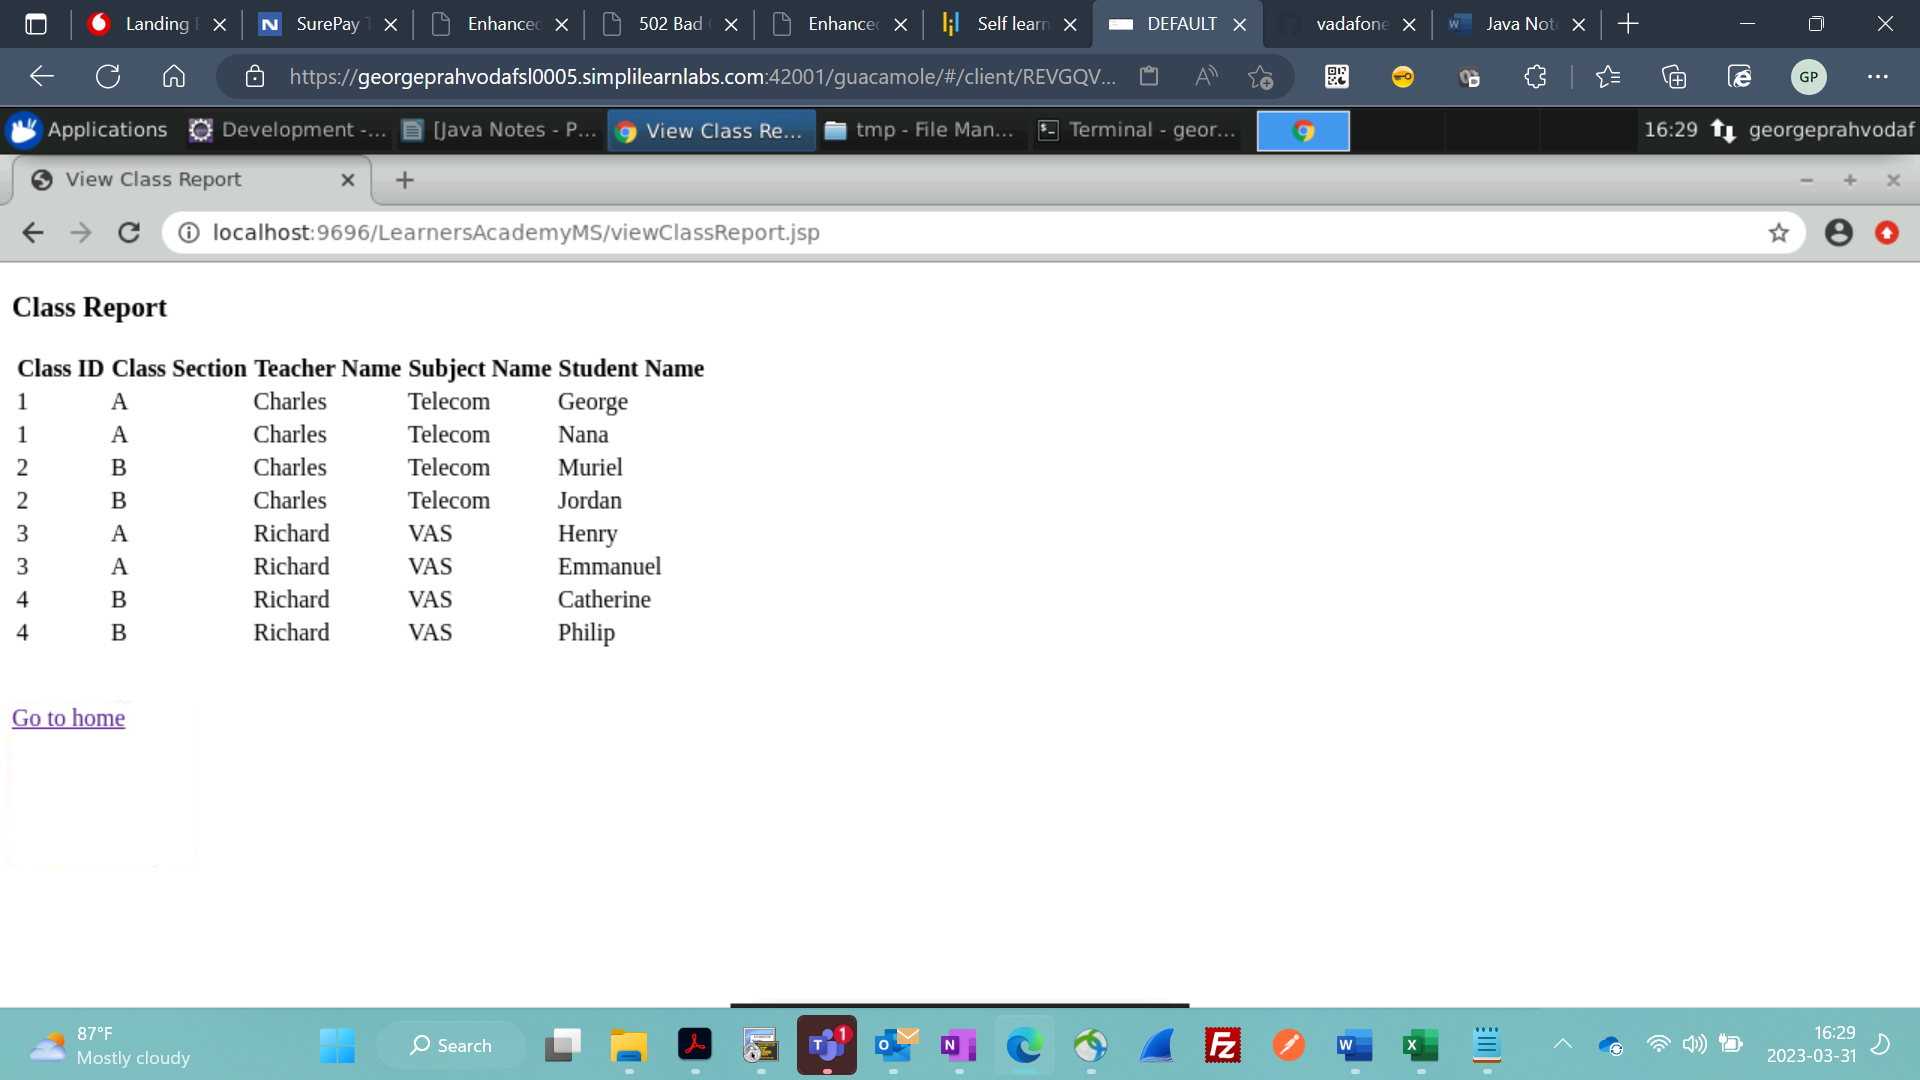 Landing
SurePay
Enhanced
502 Bad
Enhanced
Self learn
DEFAULT
vadafone
Java Not
https://georgeprahvodafsl0005.simplilearnlabs.com:42001/guacamole/#/client/REVGQV...
GP
Applications
Development -...
[Java Notes - P...
View Class Re...
tmp - File Man...
Terminal - geor...
16:29
georgeprahvodaf
View Class Report
localhost:9696/LearnersAcademyMS/viewClassReport.jsp
Class Report
Class ID Class Section Teacher Name Subject Name Student Name
1 A Charles Telecom George
1 A Charles Telecom Nana
2 B Charles Telecom Muriel
2 B Charles Telecom Jordan
3 A Richard VAS Henry
3 A Richard VAS Emmanuel
4 B Richard VAS Catherine
4 B Richard VAS Philip
Go to home
87°F
Mostly cloudy
Search
1
16:29
2023-03-31